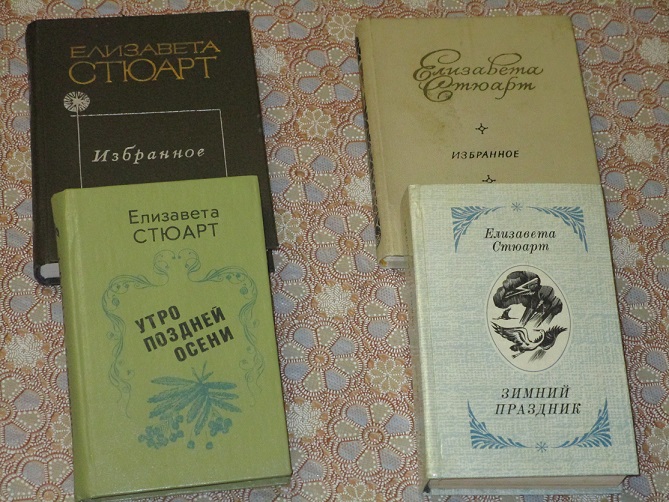 ЕЛИЗАВЕТА
СТЮАРТ
Избранное
Елизавета
Стюарт
ИЗБРАННОЕ
Елизавета
СТЮАРТ
УТРО
ПОЗДНЕЙ
ОСЕНИ
Елизавета
Стюарт
ЗИМНИЙ
ПРАЗДНИК